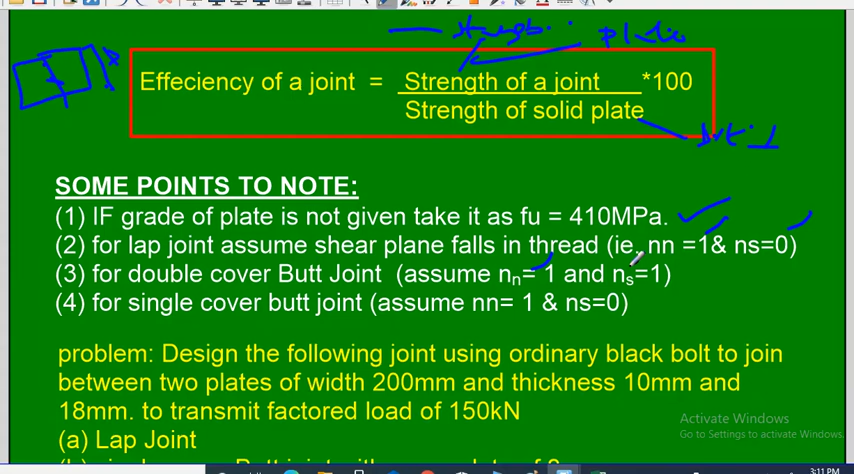 Effeciency of a joint = Strength of a joint *100
Strength of solid plate
SOME POINTS TO NOTE:
(1) IF grade of plate is not given take it as fu = 410MPa.
(2) for lap joint assume shear plane falls in thread (ie. nn =1& ns=0)
(3) for double cover Butt Joint (assume nn= 1 and ns=1)
(4) for single cover butt joint (assume nn= 1 & ns=0)
problem: Design the following joint using ordinary black bolt to join
between two plates of width 200mm and thickness 10mm and
18mm. to transmit factored load of 150kN
(a) Lap Joint
Activate Windows
Go to Settings to activate Windows.
3:11 PM